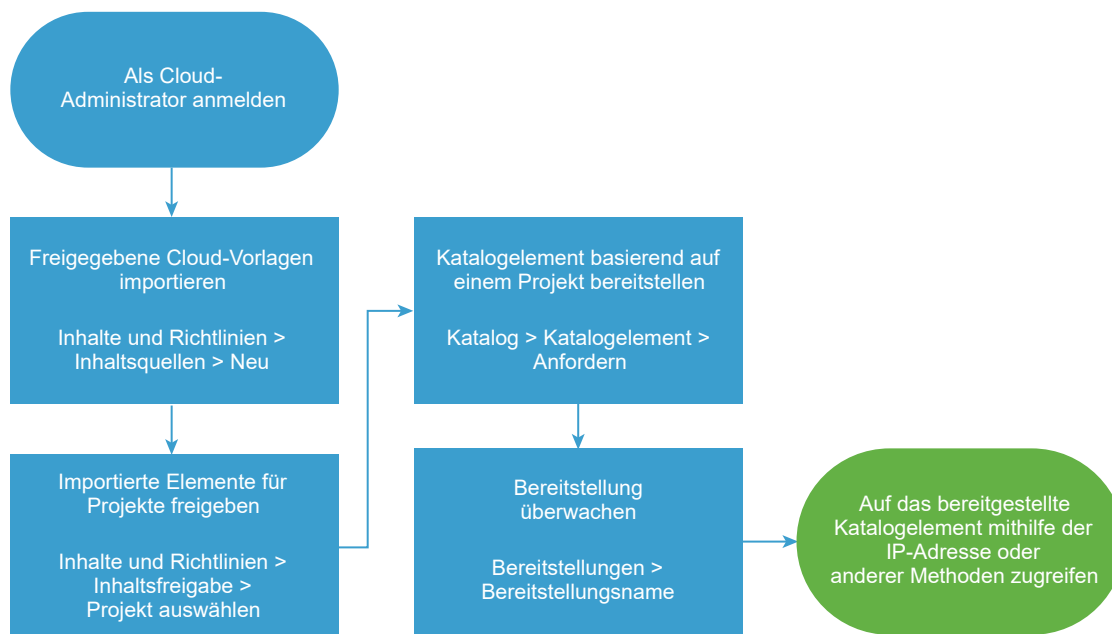 Als Cloud-
Administrator anmelden
Freigegebene Cloud-Vorlagen
importieren
Inhalte und Richtlinien >
Inhaltsquellen > Neu
Importierte Elemente für
Projekte freigeben
Inhalte und Richtlinien >
Inhaltsfreigabe >
Projekt auswählen
Katalogelement basierend auf
einem Projekt bereitstellen
Katalog > Katalogelement >
Anfordern
Bereitstellung
überwachen
Bereitstellungen >
Bereitstellungsname
Auf das bereitgestellte
Katalogelement mithilfe der
IP-Adresse oder
anderer Methoden zugreifen